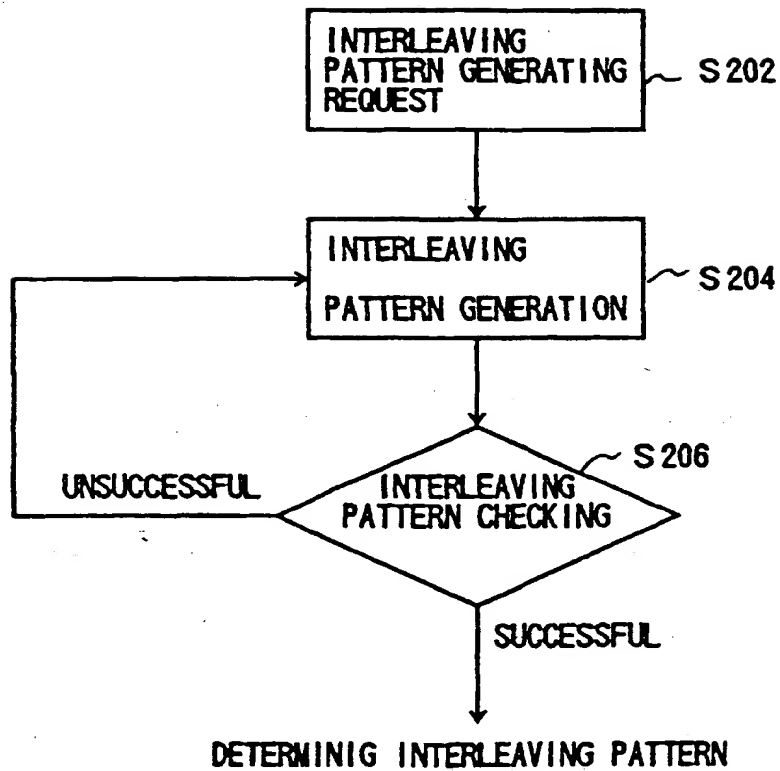 INTERLEAVING
PATTERN GENERATING
REQUEST
S202
INTERLEAVING
PATTERN GENERATION
S204
S206
INTERLEAVING
PATTERN CHECKING
UNSUCCESSFUL
SUCCESSFUL
DETERMINIG INTERLEAVING PATTERN